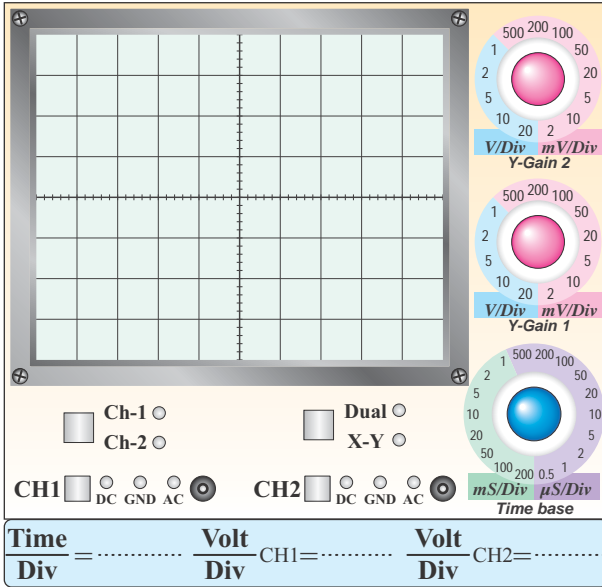 500 200 100
1 50
2 20
5 5
10 10
20 2
V/Div mV/Div
Y-Gain 2
500 200 100
1 50
2 20
5 5
10 10
20 2
V/Div mV/Div
Y-Gain 1
1 500 200 100
2 50
5 20
10 10
20 5
50 2
100 200 0.5 1
mS/Div μS/Div
Time base
Ch-1
Ch-2
Dual
X-Y
CH1 DC GND AC
CH2 DC GND AC
Time
Div = ............
Volt
Div CH1=............
Volt
Div CH2=............